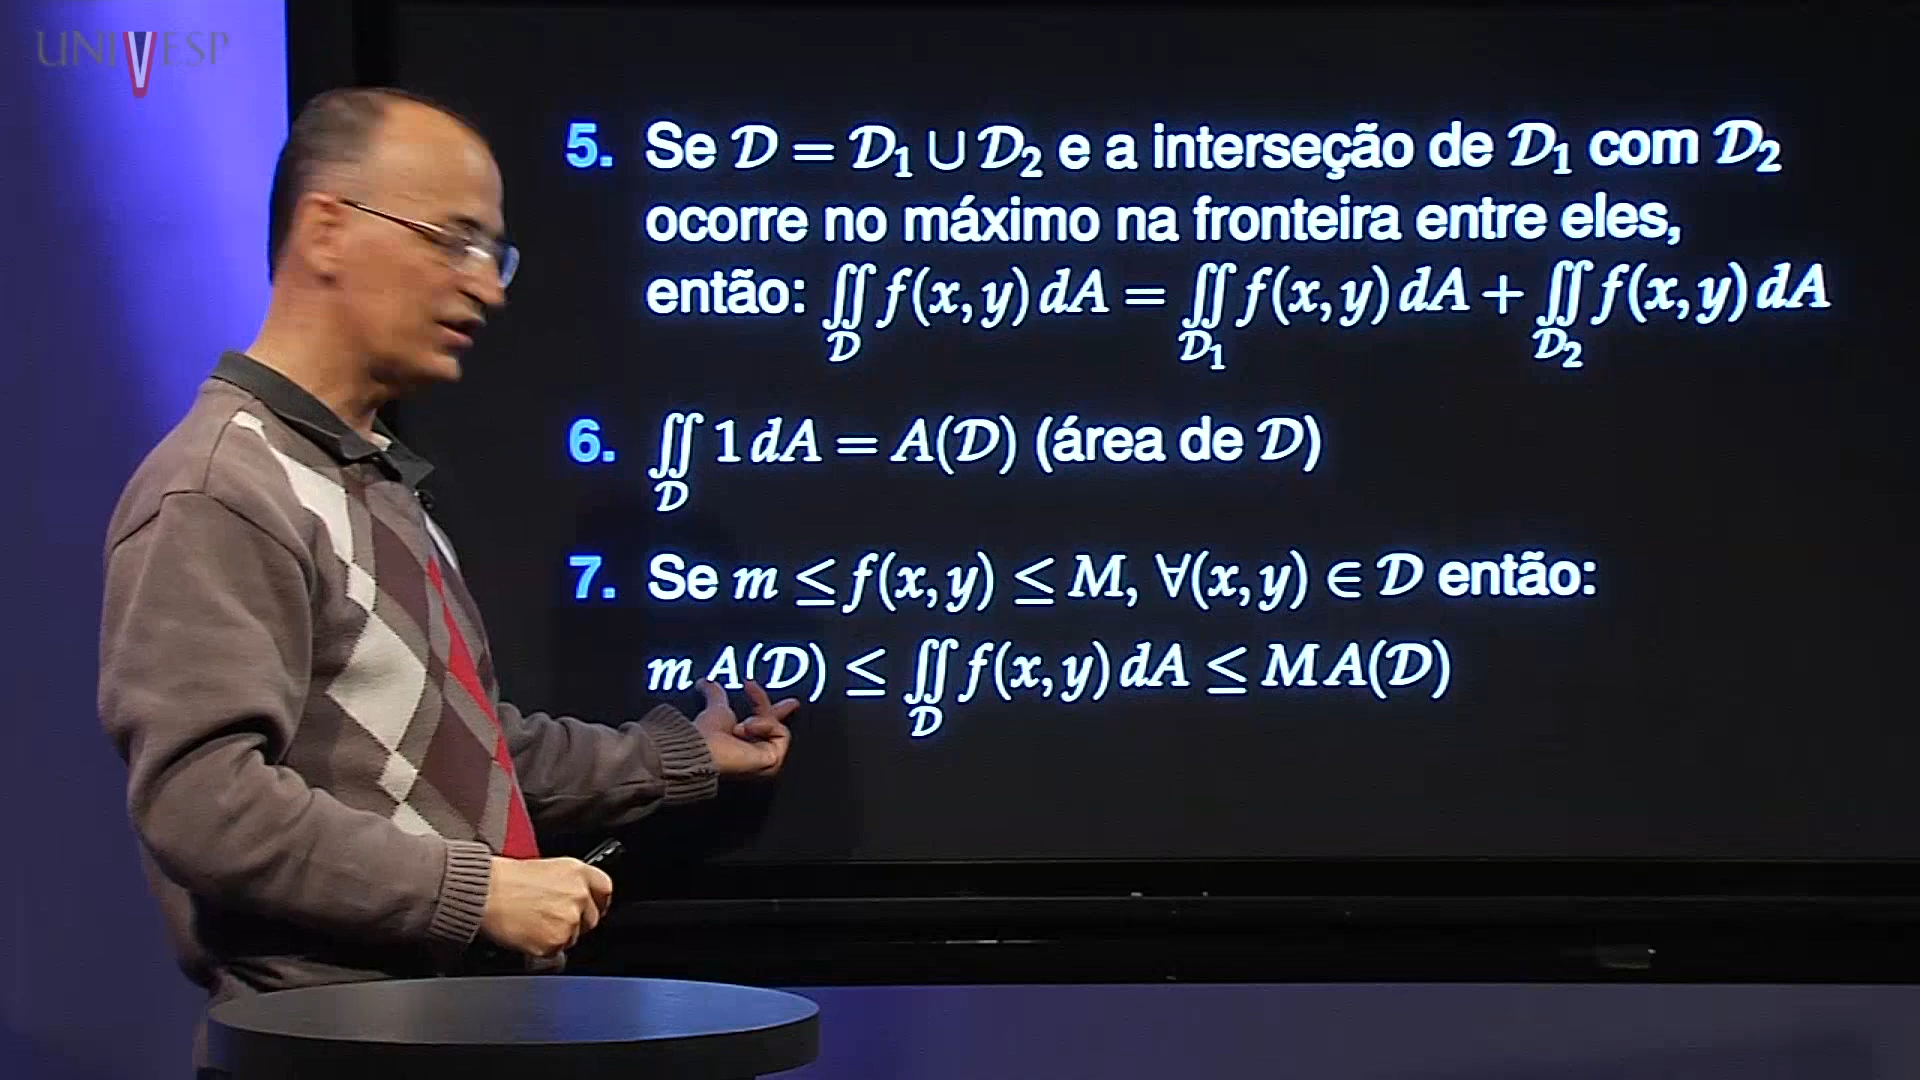 UNIVESP
5. Se 𝒟 = 𝒟₁ ∪ 𝒟₂ e a interseção de 𝒟₁ com 𝒟₂
ocorre no máximo na fronteira entre eles,
então: ∬_𝒟 f(x, y) dA = ∬_𝒟₁ f(x, y) dA + ∬_𝒟₂ f(x, y) dA
6. ∬_𝒟 1 dA = A(𝒟) (área de 𝒟)
7. Se m ≤ f(x, y) ≤ M, ∀(x, y) ∈ 𝒟 então:
m A(𝒟) ≤ ∬_𝒟 f(x, y) dA ≤ M A(𝒟)